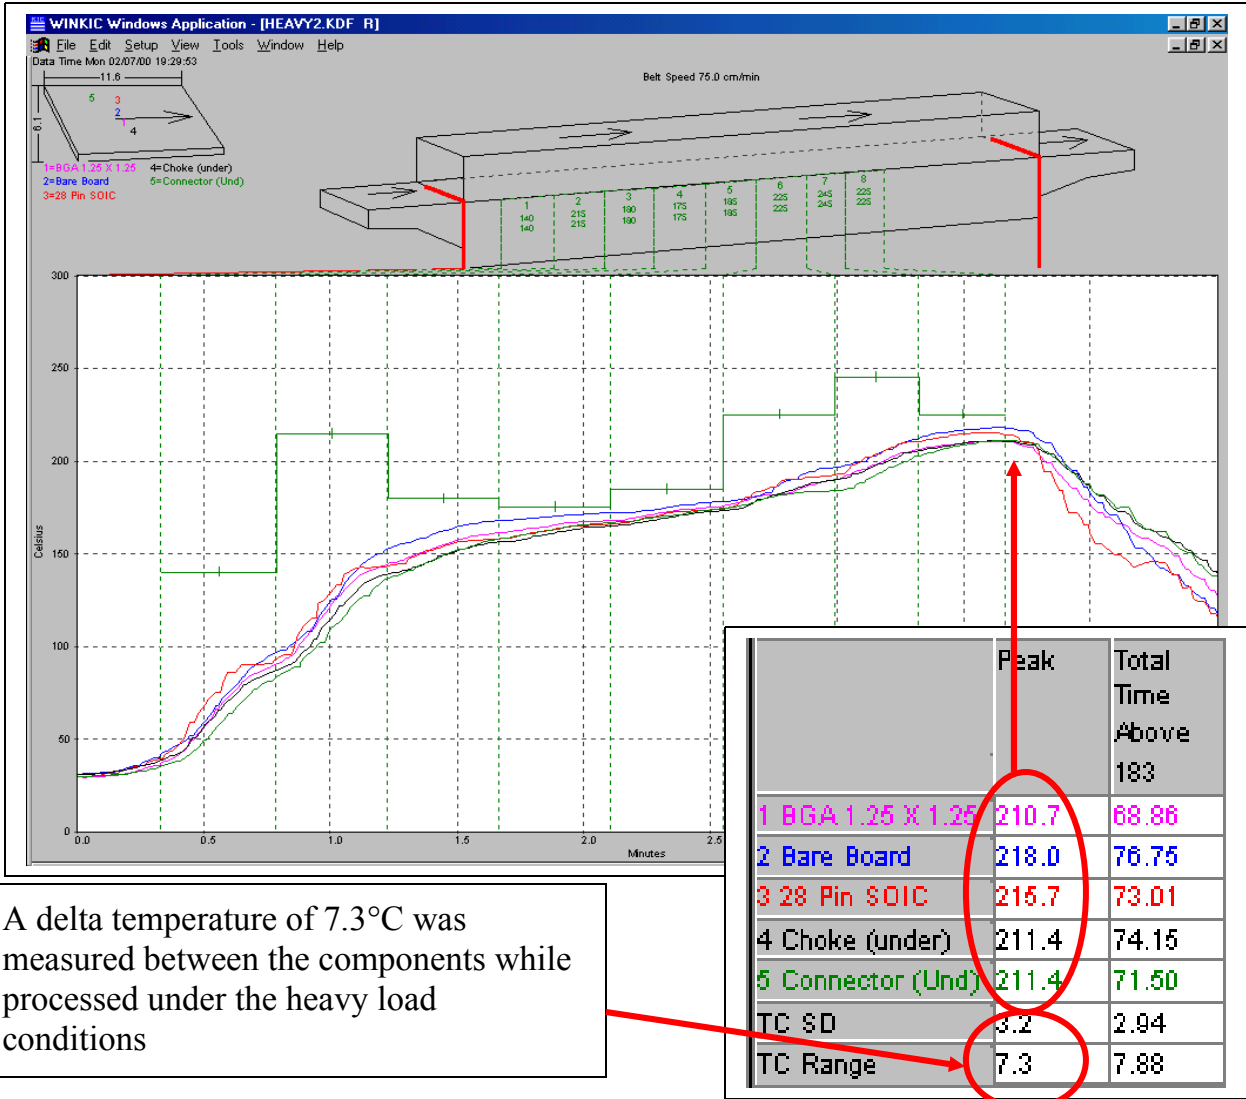 WINKIC Windows Application - [HEAVY2.KDF R]
File Edit Setup View Tools Window Help
Data Time Mon 02/07/00 19:29:53
11.6
Belt Speed 75.0 cm/min
6.1
5
3
2
1
4
1=BGA 1.25 X 1.25 4=Choke (under)
2=Bare Board 5=Connector (Und)
3=28 Pin SOIC
1 2 3 4 5 6 7 8
140 215 180 175 185 225 245 225
140 215 180 175 185 225 245 225
300
250
200
150
100
50
0
Celsius
0.0 0.5 1.0 1.5 2.0 2.5
Minutes
Peak Total
Time
Above
183
1 BGA 1.25 X 1.25 210.7 68.86
2 Bare Board 218.0 76.75
3 28 Pin SOIC 215.7 73.01
4 Choke (under) 211.4 74.15
5 Connector (Und) 211.4 71.50
TC SD 3.2 2.94
TC Range 7.3 7.88
A delta temperature of 7.3°C was
measured between the components while
processed under the heavy load
conditions